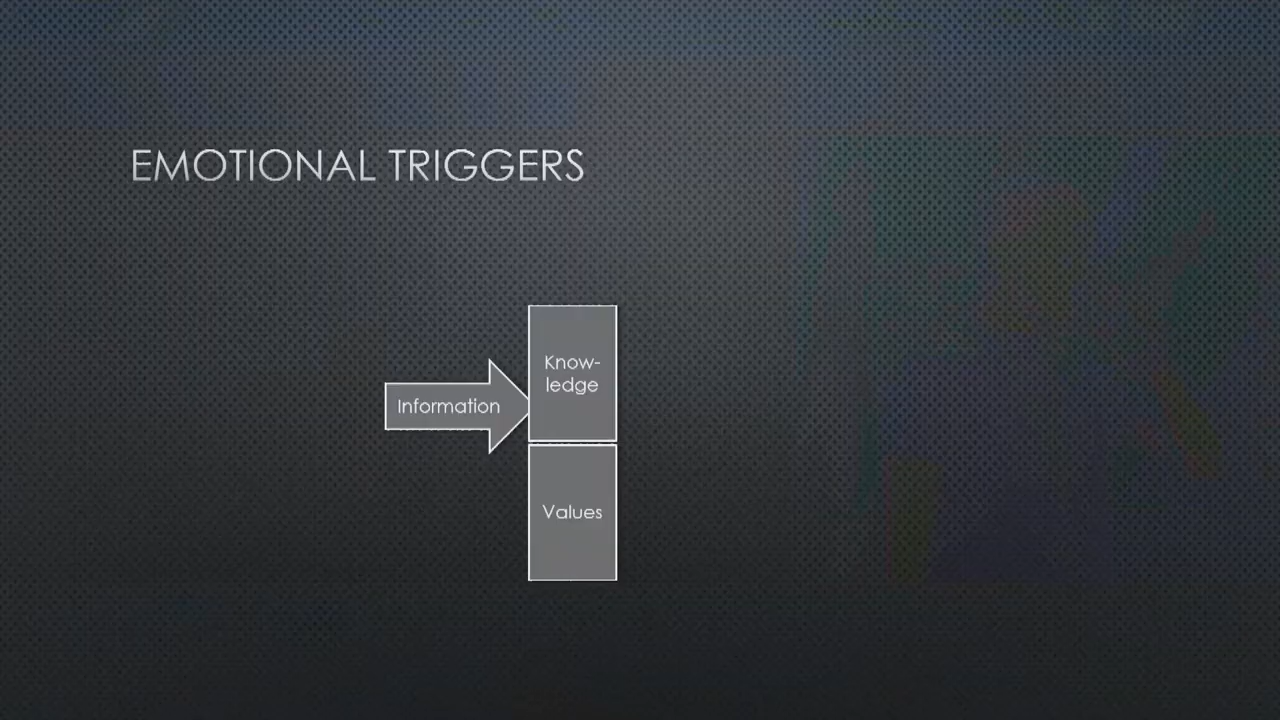 EMOTIONAL TRIGGERS
Know-
ledge
Information
Values